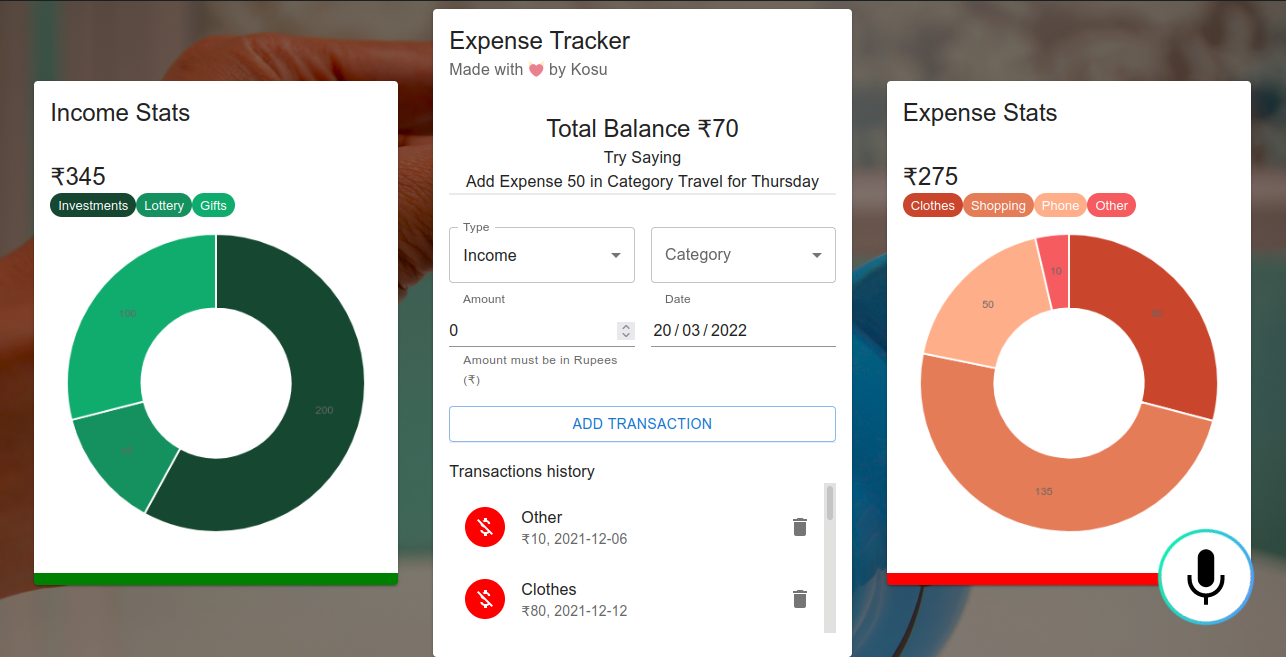 Income Stats
₹345
Investments
Lottery
Gifts
100
200
Expense Tracker
Made with ❤ by Kosu
Total Balance ₹70
Try Saying
Add Expense 50 in Category Travel for Thursday
Type
Income
Category
Amount
Date
0
20/03/2022
Amount must be in Rupees
(₹)
ADD TRANSACTION
Transactions history
Other
₹10, 2021-12-06
Clothes
₹80, 2021-12-12
Expense Stats
₹275
Clothes
Shopping
Phone
Other
10
50
135